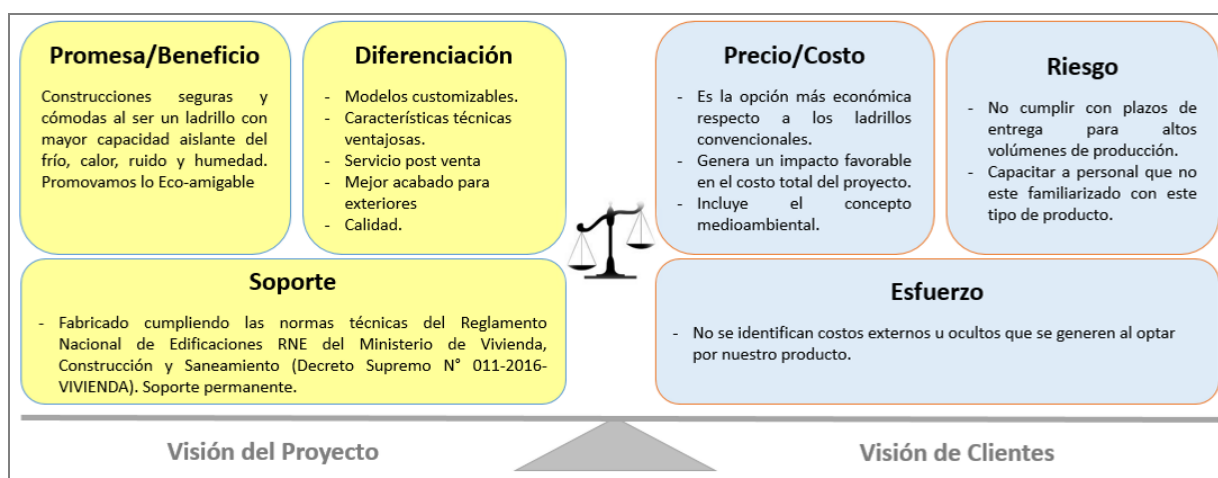 Promesa/Beneficio
Construcciones seguras y
cómodas al ser un ladrillo con
mayor capacidad aislante del
frío, calor, ruido y humedad.
Promovamos lo Eco-amigable
Diferenciación
- Modelos customizables.
- Características técnicas
ventajosas.
- Servicio post venta
- Mejor acabado para
exteriores
- Calidad.
Soporte
- Fabricado cumpliendo las normas técnicas del Reglamento
Nacional de Edificaciones RNE del Ministerio de Vivienda,
Construcción y Saneamiento (Decreto Supremo N° 011-2016-
VIVIENDA). Soporte permanente.
Precio/Costo
- Es la opción más económica
respecto a los ladrillos
convencionales.
- Genera un impacto favorable
en el costo total del proyecto.
- Incluye el concepto
medioambiental.
Riesgo
- No cumplir con plazos de
entrega para altos
volúmenes de producción.
- Capacitar a personal que no
este familiarizado con este
tipo de producto.
Esfuerzo
- No se identifican costos externos u ocultos que se generen al optar
por nuestro producto.
Visión del Proyecto
Visión de Clientes